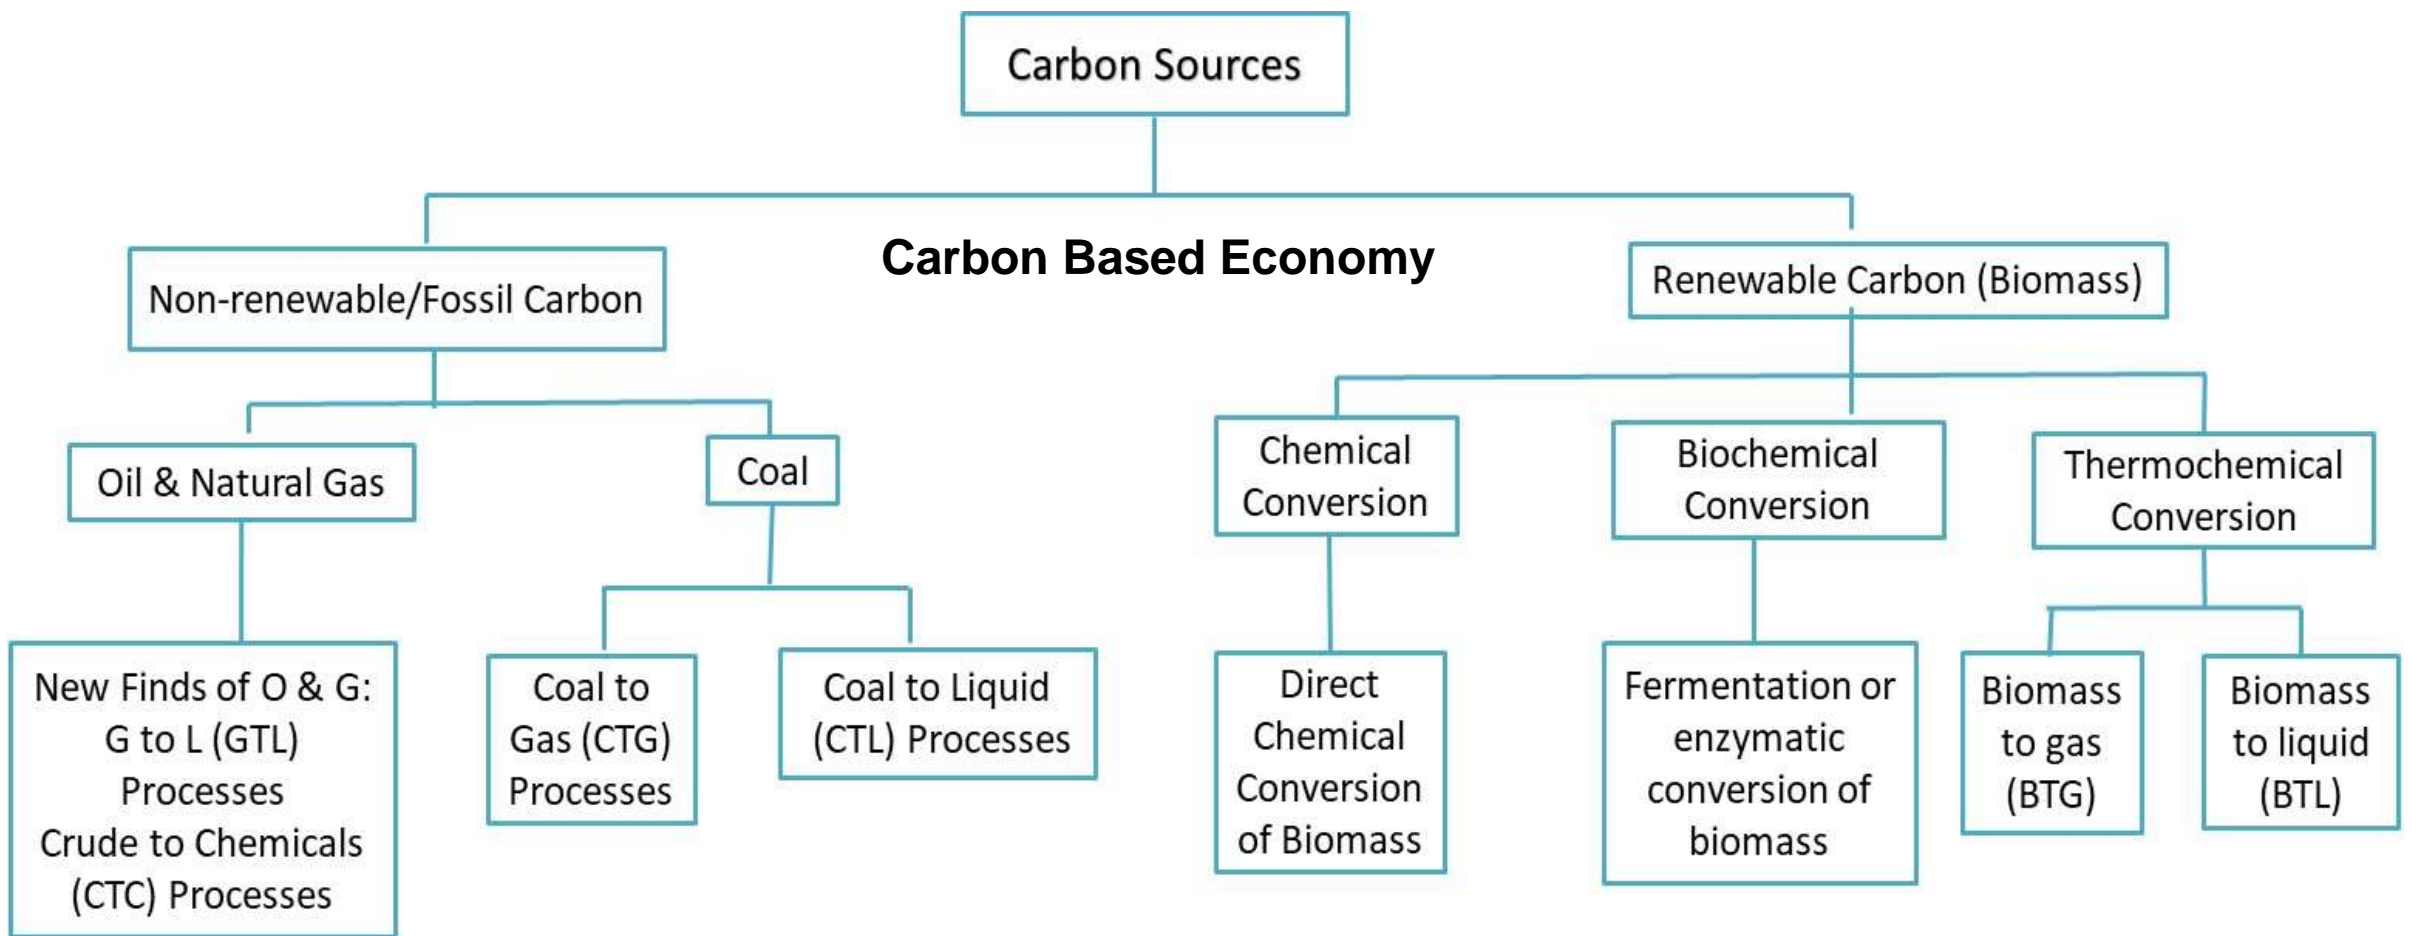 Carbon Sources
Carbon Based Economy
Non-renewable/Fossil Carbon
Renewable Carbon (Biomass)
Oil & Natural Gas
Coal
Chemical
Conversion
Biochemical
Conversion
Thermochemical
Conversion
New Finds of O & G:
G to L (GTL)
Processes
Crude to Chemicals
(CTC) Processes
Coal to
Gas (CTG)
Processes
Coal to Liquid
(CTL) Processes
Direct
Chemical
Conversion
of Biomass
Fermentation or
enzymatic
conversion of
biomass
Biomass
to gas
(BTG)
Biomass
to liquid
(BTL)